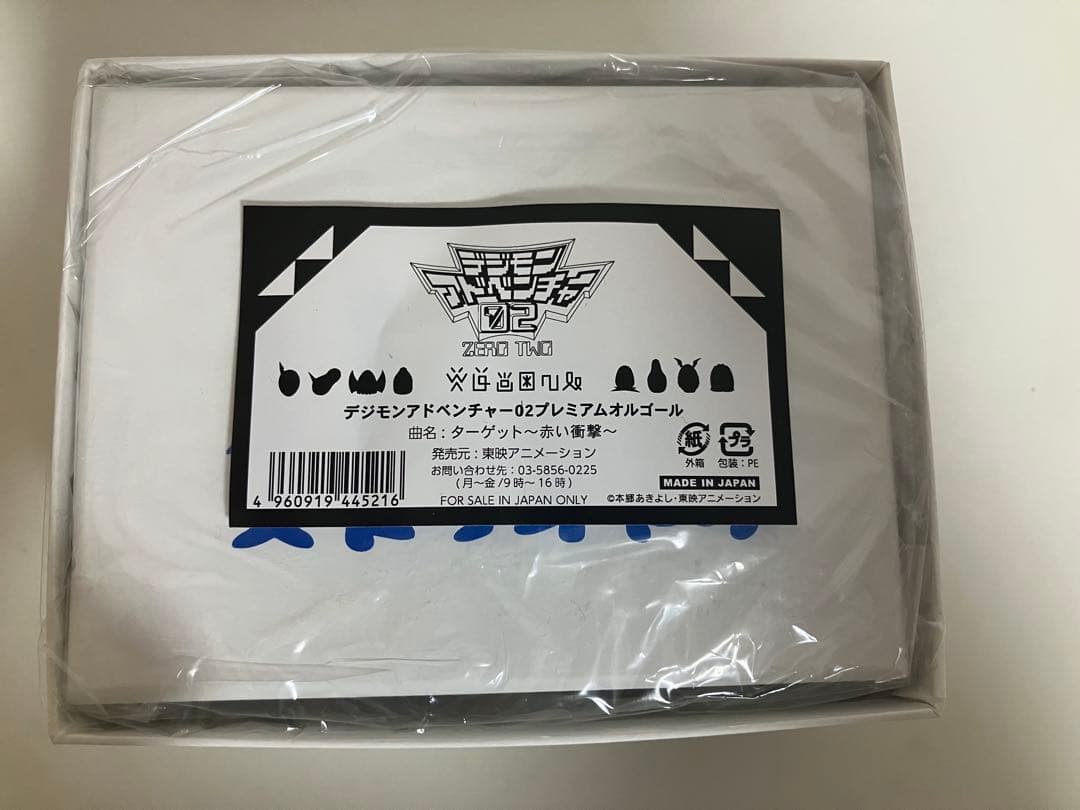 デジモン
アドベンチャー
02
ZERO TWO
デジモンアドベンチャー02プレミアムオルゴール
曲名：ターゲット〜赤い衝撃〜
発売元：東映アニメーション
お問い合わせ先：03-5856-0225
(月〜金/9時〜16時)
FOR SALE IN JAPAN ONLY
4 960919 445216
紙
外箱
プラ
包装：PE
MADE IN JAPAN
©本郷あきよし・東映アニメーション